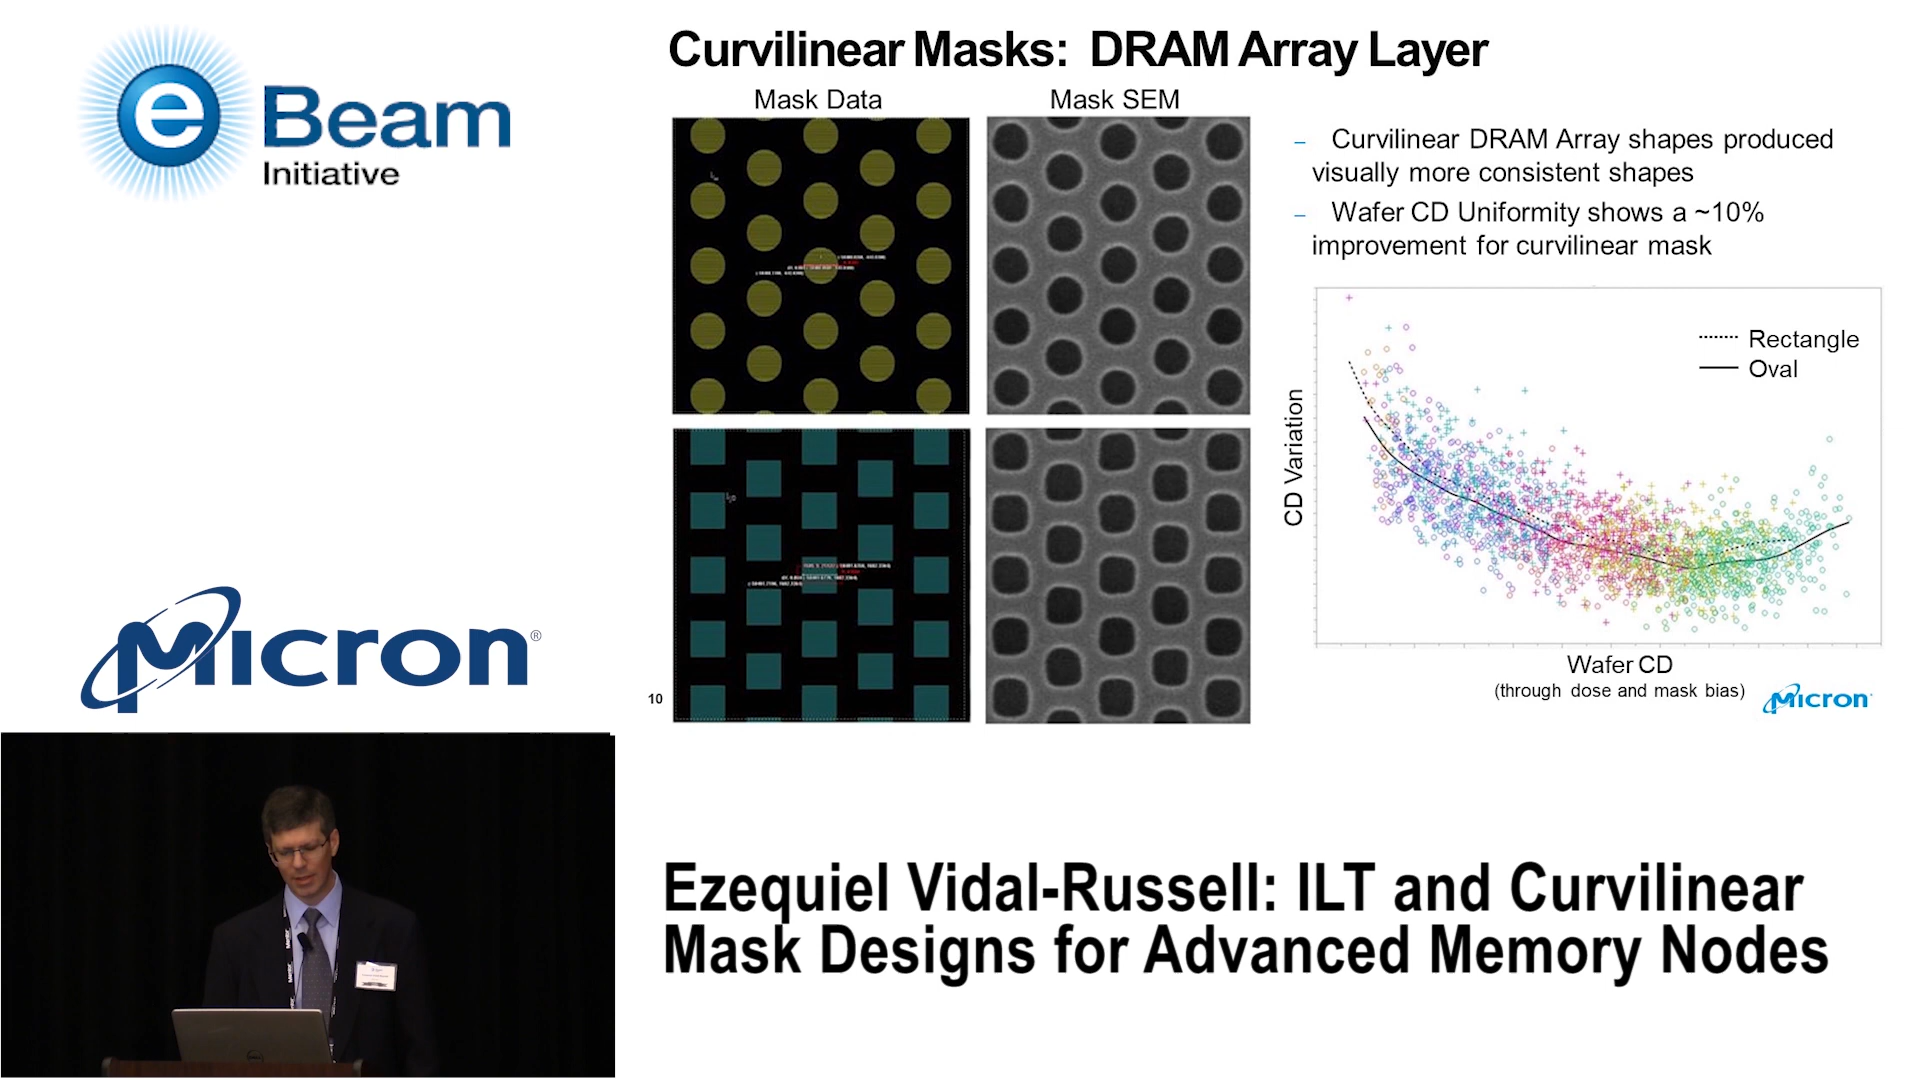 e Beam
Initiative
Curvilinear Masks: DRAM Array Layer
Mask Data
Mask SEM
– Curvilinear DRAM Array shapes produced
visually more consistent shapes
– Wafer CD Uniformity shows a ~10%
improvement for curvilinear mask
Rectangle
Oval
CD Variation
Wafer CD
(through dose and mask bias)
Micron
10
Micron®
Ezequiel Vidal-Russell: ILT and Curvilinear
Mask Designs for Advanced Memory Nodes